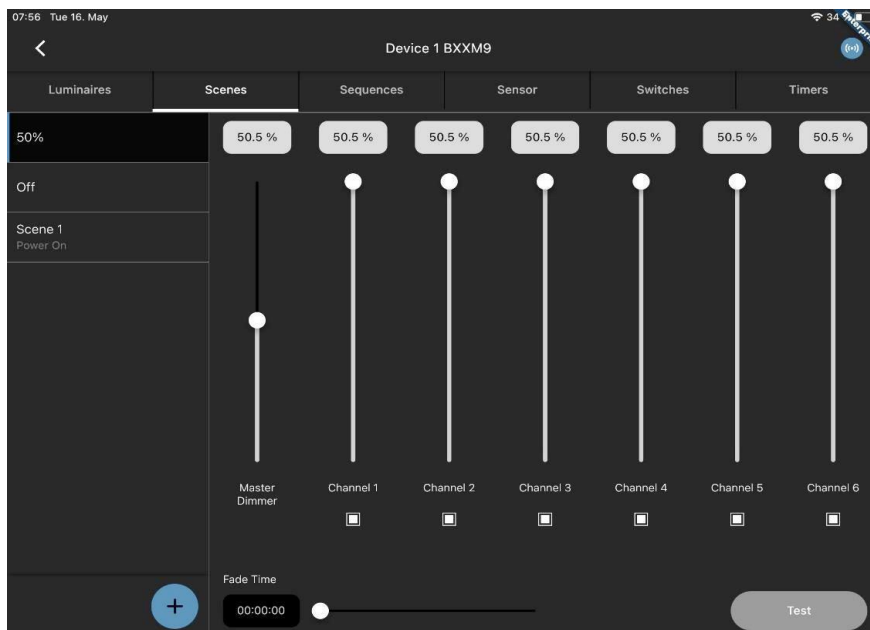 07:56 Tue 16. May
34
Enterpri
Device 1 BXXM9
Luminaires Scenes Sequences Sensor Switches Timers
50%
Off
Scene 1
Power On
50.5 % 50.5 % 50.5 % 50.5 % 50.5 % 50.5 % 50.5 %
Master Dimmer Channel 1 Channel 2 Channel 3 Channel 4 Channel 5 Channel 6
Fade Time
00:00:00
+
Test